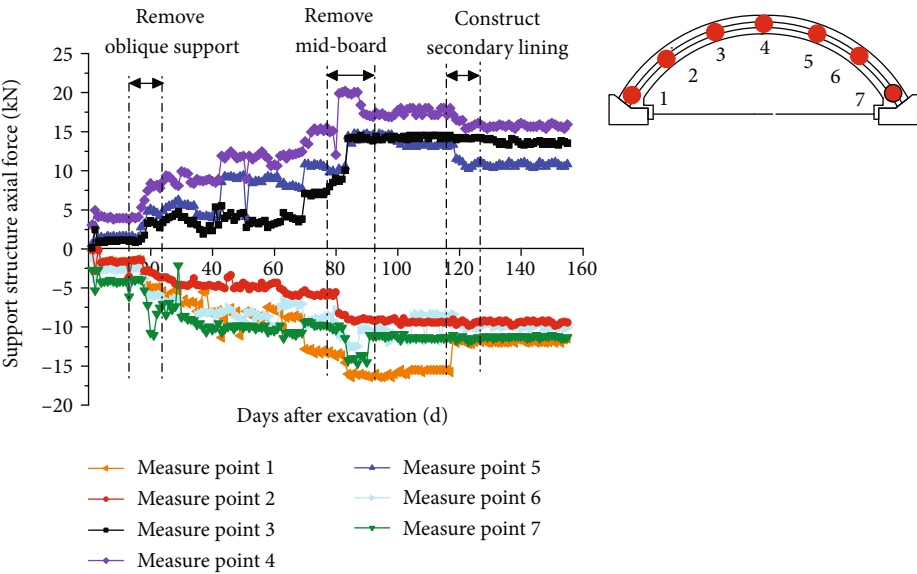 Remove
oblique support
Remove
mid-board
Construct
secondary lining
Support structure axial force (kN)
25
20
15
10
5
0
−5
−10
−15
−20
20
40
60
80
100
120
140
160
Days after excavation (d)
Measure point 1
Measure point 2
Measure point 3
Measure point 4
Measure point 5
Measure point 6
Measure point 7
1
2
3
4
5
6
7